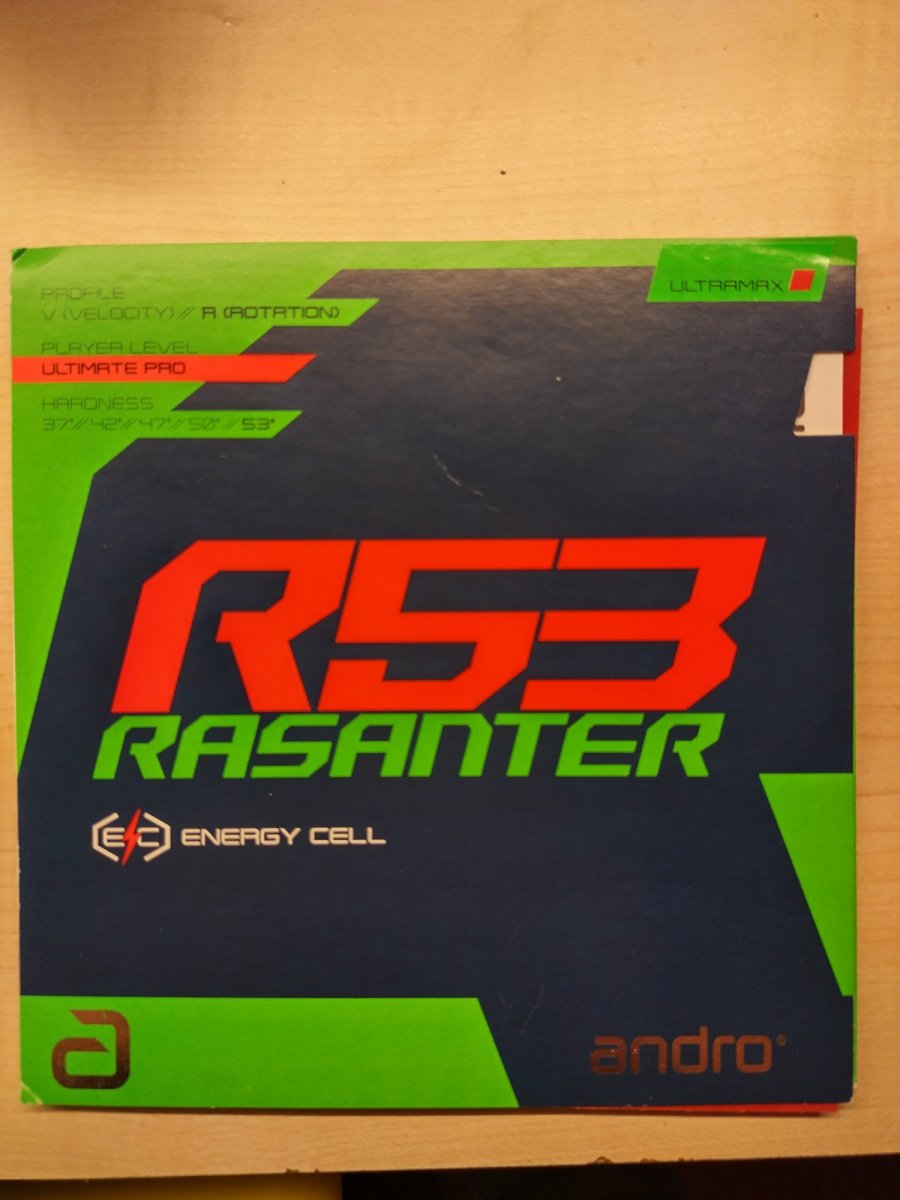 PROFILE
V (VELOCITY) // R (ROTATION)
ULTRAMAX
PLAYER LEVEL
ULTIMATE PRO
HARDNESS
37°// 42°// 47°// 50° // 53°
R53
RASANTER
EC ENERGY CELL
a
andro®